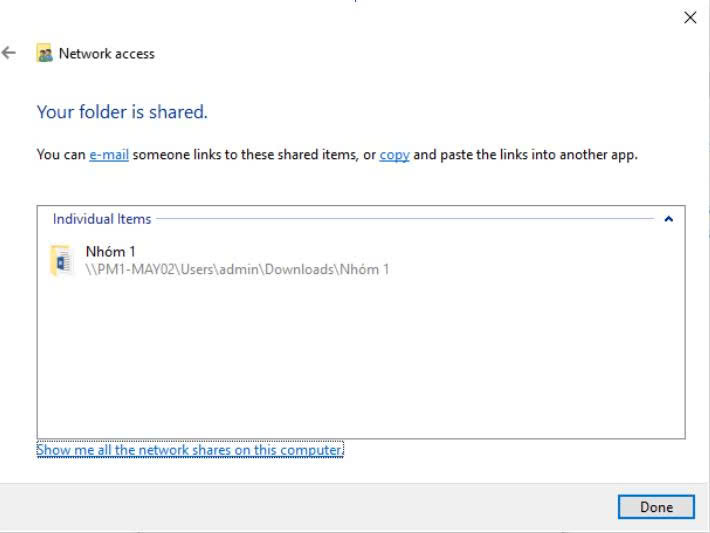 Network access
Your folder is shared.
You can e-mail someone links to these shared items, or copy and paste the links into another app.
Individual Items
Nhóm 1
\\PM1-MAY02\Users\admin\Downloads\Nhóm 1
Show me all the network shares on this computer.
Done